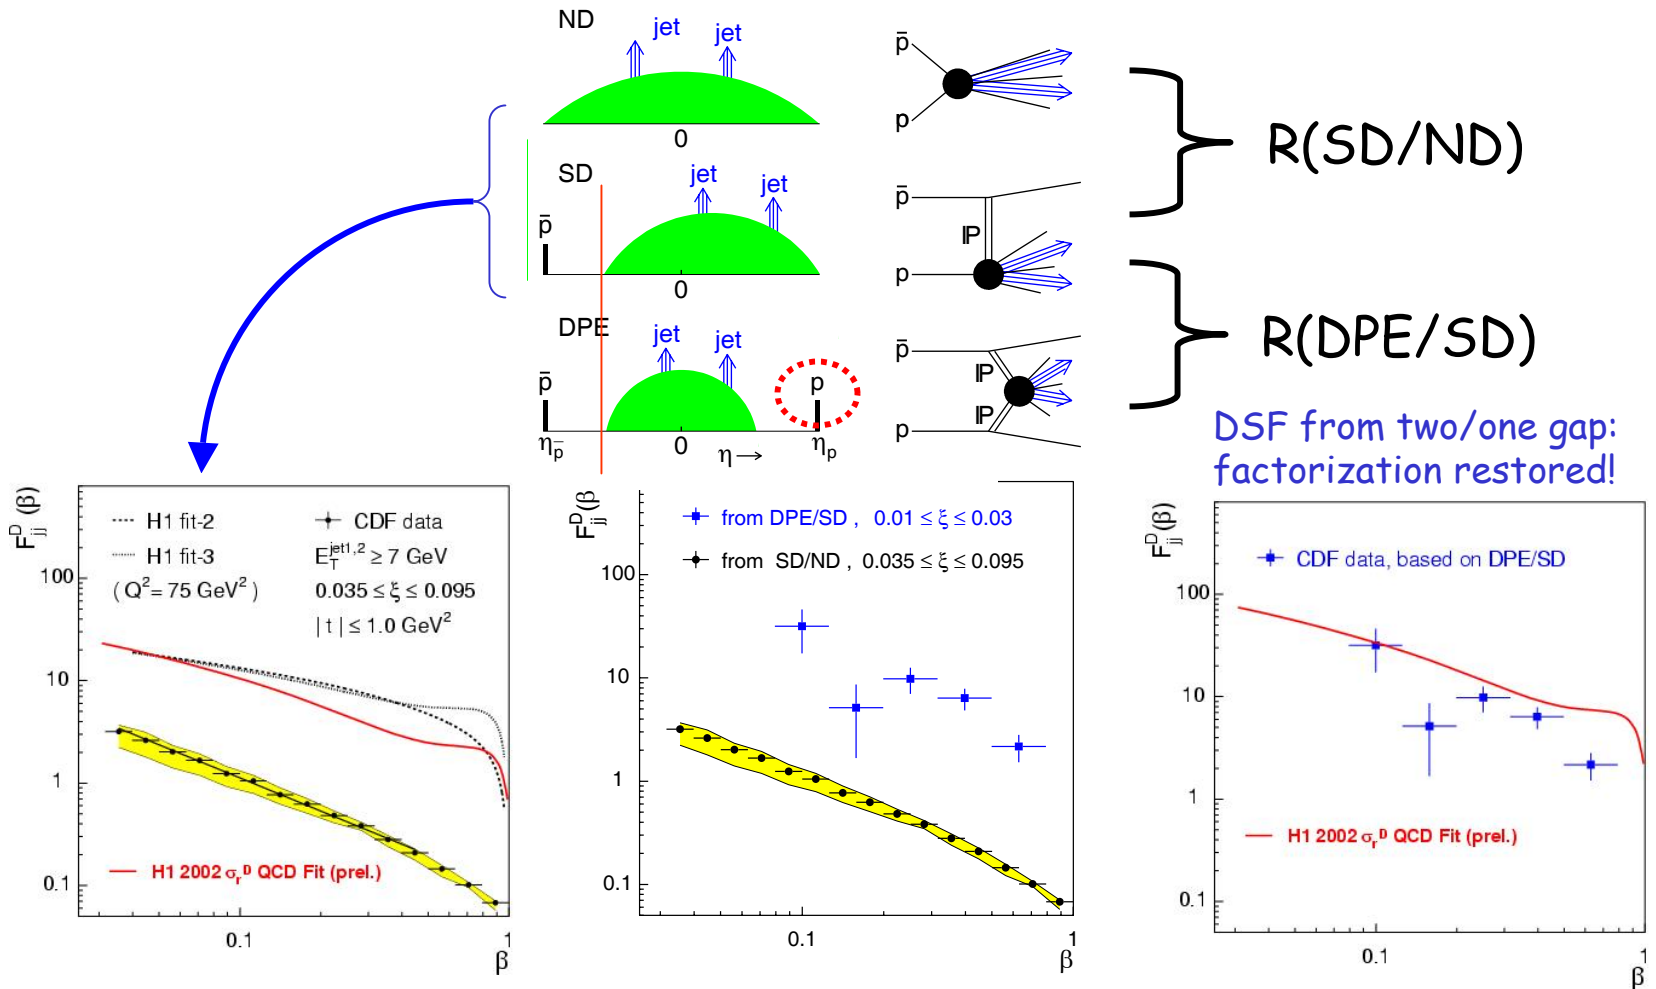 ND
jet
jet
0
p̄
p
R(SD/ND)
SD
jet
jet
p̄
0
p̄
IP
p
DPE
jet
jet
p̄
p
η_p̄
0
η→
η_p
p̄
IP
IP
p
R(DPE/SD)
DSF from two/one gap:
factorization restored!
F_jj^D(β)
H1 fit-2
H1 fit-3
( Q² = 75 GeV² )
CDF data
E_T^jet1,2 ≥ 7 GeV
0.035 ≤ ξ ≤ 0.095
| t | ≤ 1.0 GeV²
100
10
1
0.1
H1 2002 σ_r^D QCD Fit (prel.)
0.1
1
β
F_jj^D(β
from DPE/SD , 0.01 ≤ ξ ≤ 0.03
from SD/ND , 0.035 ≤ ξ ≤ 0.095
100
10
1
0.1
0.1
1
β
F_jj^D(β)
CDF data, based on DPE/SD
100
10
1
0.1
H1 2002 σ_r^D QCD Fit (prel.)
0.1
1
β